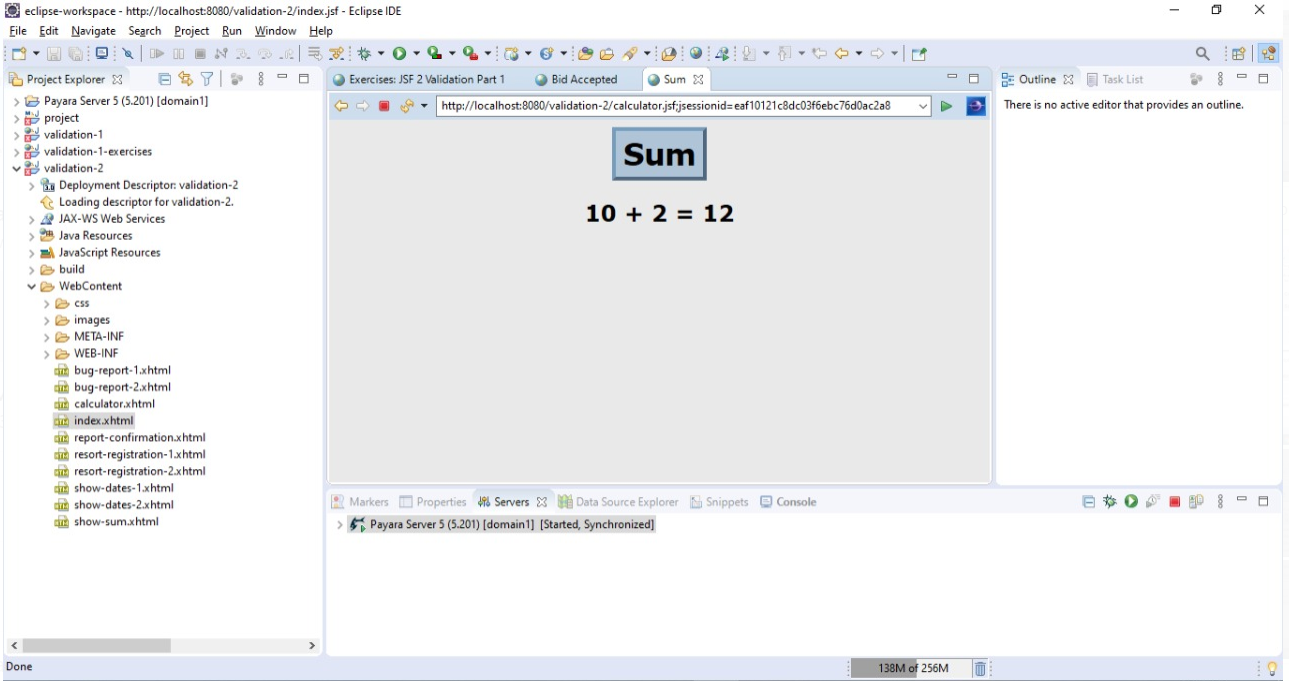 eclipse-workspace - http://localhost:8080/validation-2/index.jsf - Eclipse IDE
File Edit Navigate Search Project Run Window Help
Project Explorer
Payara Server 5 (5.201) [domain1]
project
validation-1
validation-1-exercises
validation-2
Deployment Descriptor: validation-2
Loading descriptor for validation-2.
JAX-WS Web Services
Java Resources
JavaScript Resources
build
WebContent
css
images
META-INF
WEB-INF
bug-report-1.xhtml
bug-report-2.xhtml
calculator.xhtml
index.xhtml
report-confirmation.xhtml
resort-registration-1.xhtml
resort-registration-2.xhtml
show-dates-1.xhtml
show-dates-2.xhtml
show-sum.xhtml
Exercises: JSF 2 Validation Part 1 Bid Accepted Sum
http://localhost:8080/validation-2/calculator.jsf;jsessionid=eaf10121c8dc03f6ebc76d0ac2a8
Sum
10 + 2 = 12
Outline Task List
There is no active editor that provides an outline.
Markers Properties Servers Data Source Explorer Snippets Console
Payara Server 5 (5.201) [domain1] [Started, Synchronized]
Done
138M of 256M